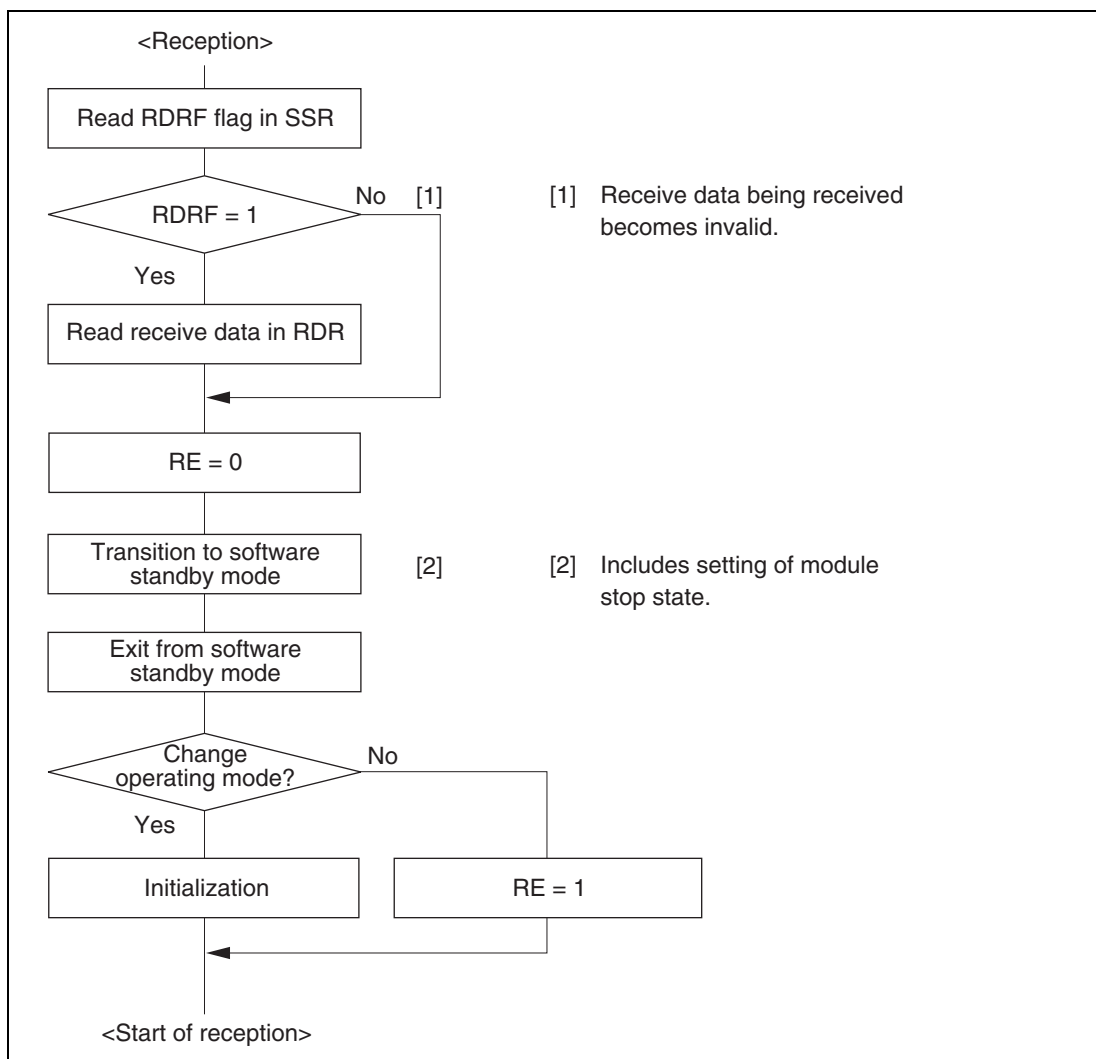 <Reception>
Read RDRF flag in SSR
RDRF = 1
No
[1]
[1] Receive data being received
becomes invalid.
Yes
Read receive data in RDR
RE = 0
Transition to software
standby mode
[2]
[2] Includes setting of module
stop state.
Exit from software
standby mode
Change
operating mode?
No
Yes
Initialization
RE = 1
<Start of reception>